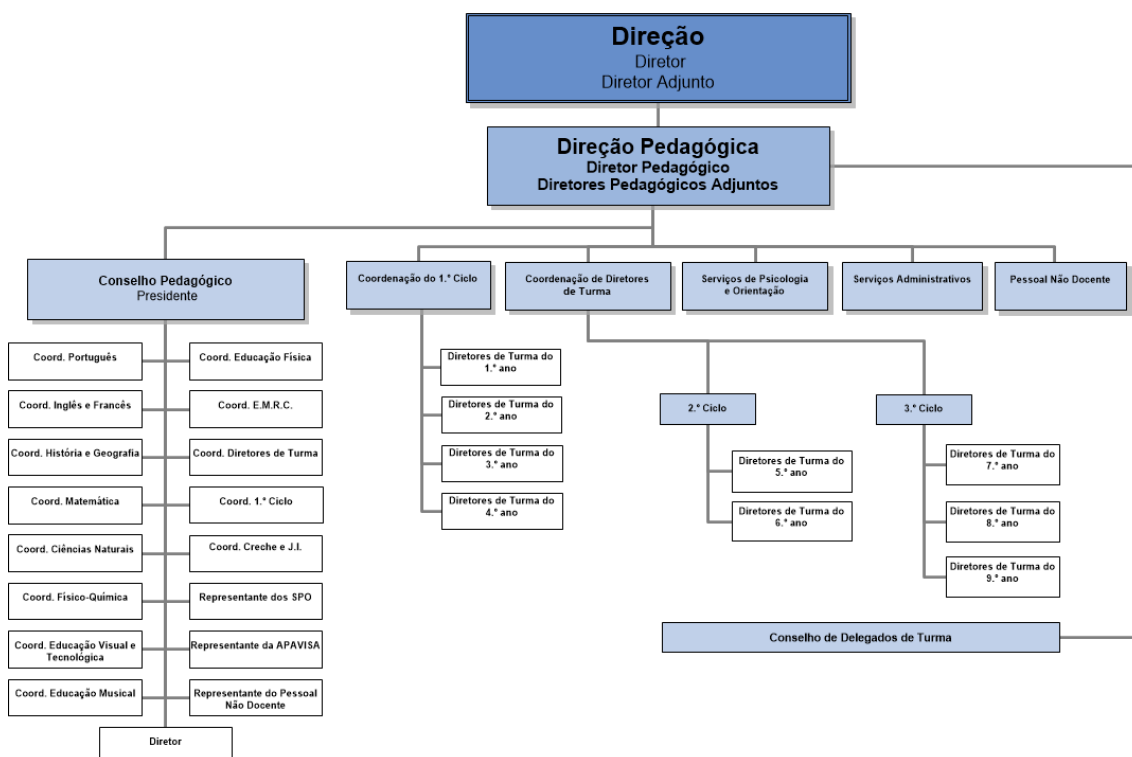 Direção
Diretor
Diretor Adjunto
Direção Pedagógica
Diretor Pedagógico
Diretores Pedagógicos Adjuntos
Conselho Pedagógico
Presidente
Coordenação do 1.º Ciclo
Coordenação de Diretores
de Turma
Serviços de Psicologia
e Orientação
Serviços Administrativos
Pessoal Não Docente
Coord. Português
Coord. Educação Física
Coord. Inglês e Francês
Coord. E.M.R.C.
Coord. História e Geografia
Coord. Diretores de Turma
Coord. Matemática
Coord. 1.º Ciclo
Coord. Ciências Naturais
Coord. Creche e J.I.
Coord. Físico-Química
Representante dos SPO
Coord. Educação Visual e
Tecnológica
Representante da APAVISA
Coord. Educação Musical
Representante do Pessoal
Não Docente
Diretor
Diretores de Turma do
1.º ano
Diretores de Turma do
2.º ano
Diretores de Turma do
3.º ano
Diretores de Turma do
4.º ano
2.º Ciclo
Diretores de Turma do
5.º ano
Diretores de Turma do
6.º ano
3.º Ciclo
Diretores de Turma do
7.º ano
Diretores de Turma do
8.º ano
Diretores de Turma do
9.º ano
Conselho de Delegados de Turma